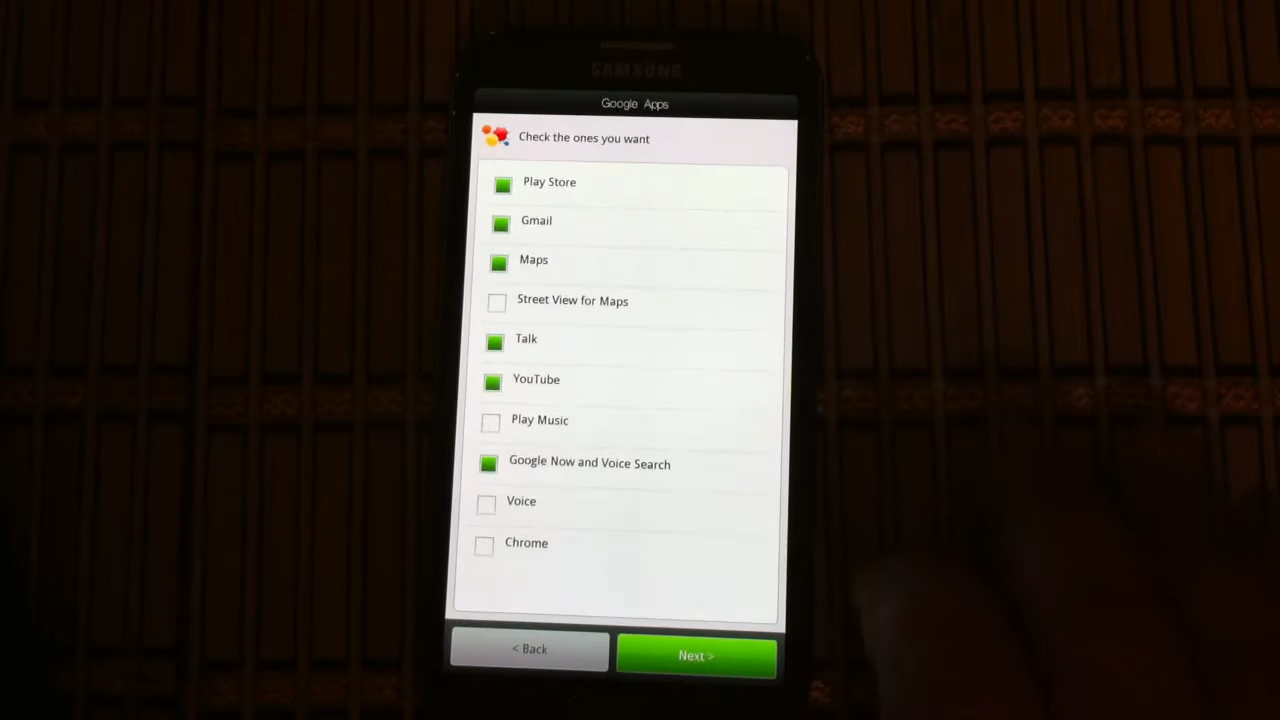 SAMSUNG
Google Apps
Check the ones you want
Play Store
Gmail
Maps
Street View for Maps
Talk
YouTube
Play Music
Google Now and Voice Search
Voice
Chrome
< Back
Next >